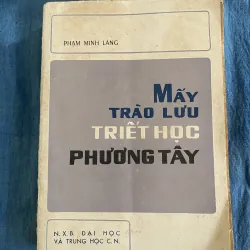 PHẠM MINH LĂNG
MẤY
TRÀO LƯU
TRIẾT HỌC
PHƯƠNG TÂY
N.X.B. ĐẠI HỌC
VÀ TRUNG HỌC C.N.